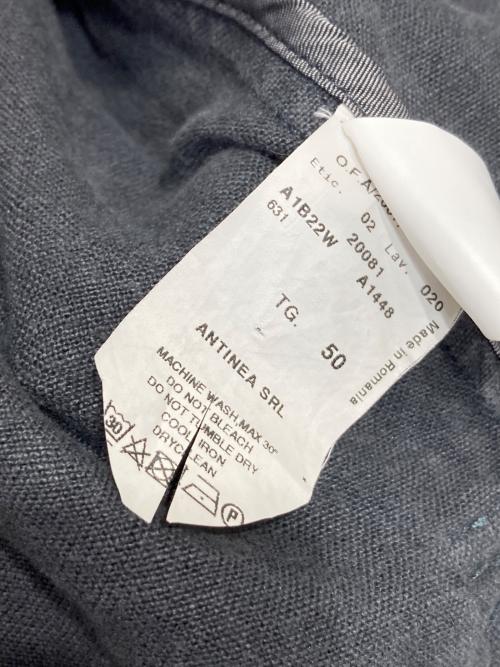 Etic. 02 Lav. 020
A1B22W 20081 A1448
631
TG. 50
Made in Romania
ANTINEA SRL
MACHINE WASH MAX 30°
DO NOT BLEACH
DO NOT TUMBLE DRY
COOL IRON
DRYCLEAN
30
P